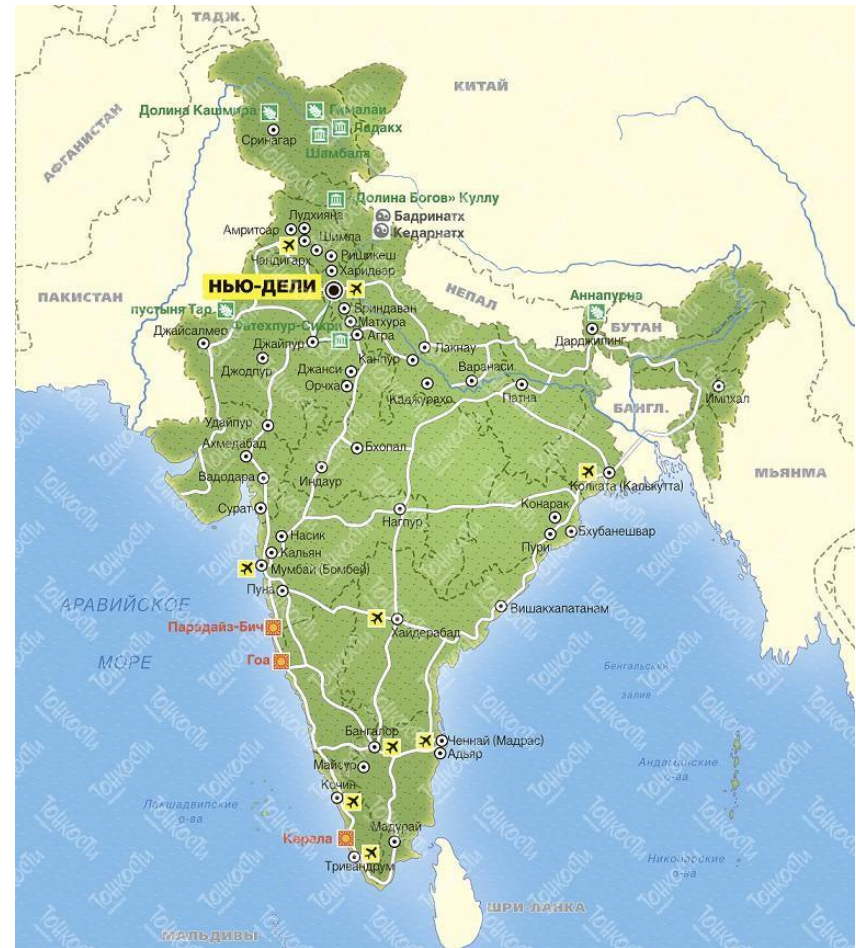 ТАДЖ.
КИТАЙ
АФГАНИСТАН
Долина Кашмира
Гималаи
Ладакх
Сринагар
Шамбала
Долина Богов» Куллу
Лудхияна
Бадринатх
Амритсар
Шимла
Кедарнатх
Чандигарх
Ришикеш
Харидвар
НЬЮ-ДЕЛИ
ПАКИСТАН
НЕПАЛ
Аннапурна
пустыня Тар
Вриндаван
Матхура
Фатехпур-Сикри
БУТАН
Джайсалмер
Джайпур
Агра
Дарджилинг
Лакнау
Канпур
Джодпур
Джанси
Варанаси
Орчха
Каджурахо
Патна
Импхал
БАНГЛ.
Удайпур
Ахмедабад
Бхопал
МЬЯНМА
Вадодара
Индаур
Колката (Калькутта)
Сурат
Нагпур
Конарак
Насик
Бхубанешвар
Кальян
Пури
Мумбаи (Бомбей)
Пуна
АРАВИЙСКОЕ
МОРЕ
Вишакхапатанам
Парадайз-Бич
Хайдерабад
Гоа
Бенгальский
залив
Бангалор
Ченнай (Мадрас)
Адьяр
Майсур
Андаманские
о-ва
Кочин
Лакшадвипские
о-ва
Мадурай
Керала
Тривандрум
Никобарские
о-ва
ШРИ-ЛАНКА
МАЛЬДИВЫ
Тонкости